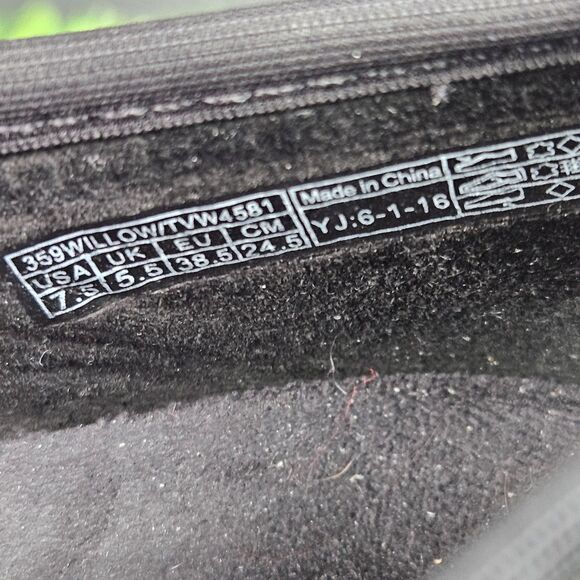 359WILLOW/TVW4581
USA UK EU CM
7.5 5.5 38.5 24.5
Made in China
YJ:6-1-16